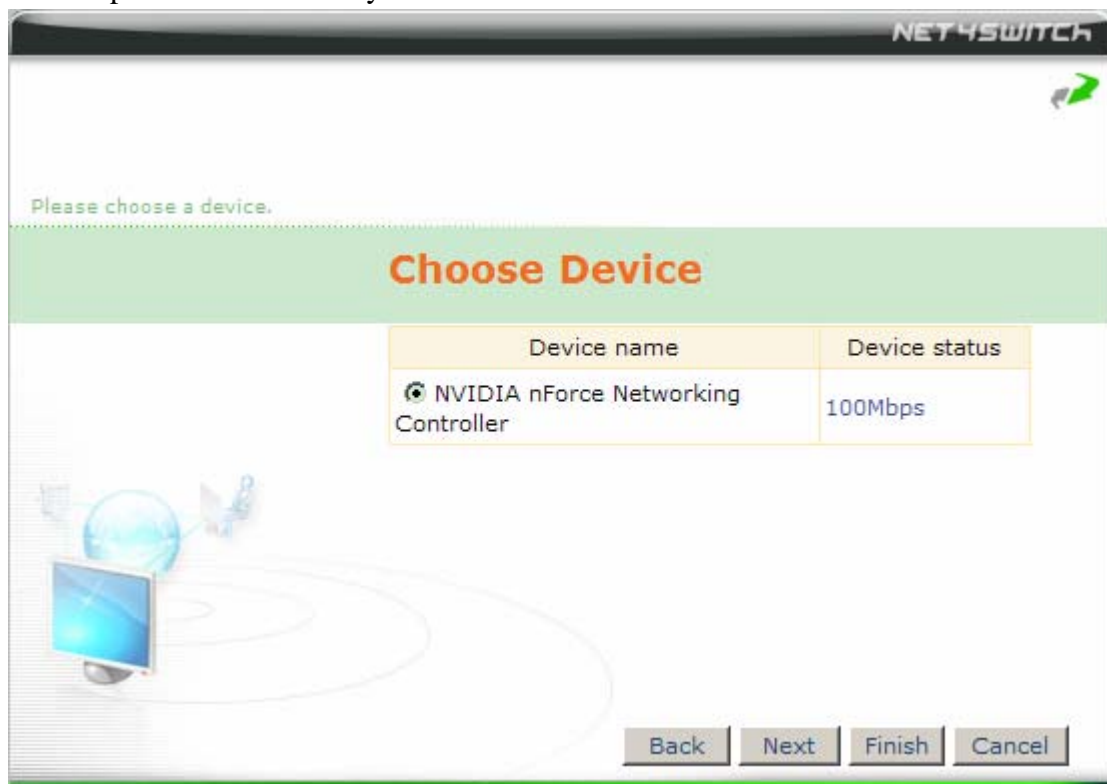 NET4SWITCH
Please choose a device.
Choose Device
Device name Device status
NVIDIA nForce Networking 100Mbps
Controller
Back Next Finish Cancel